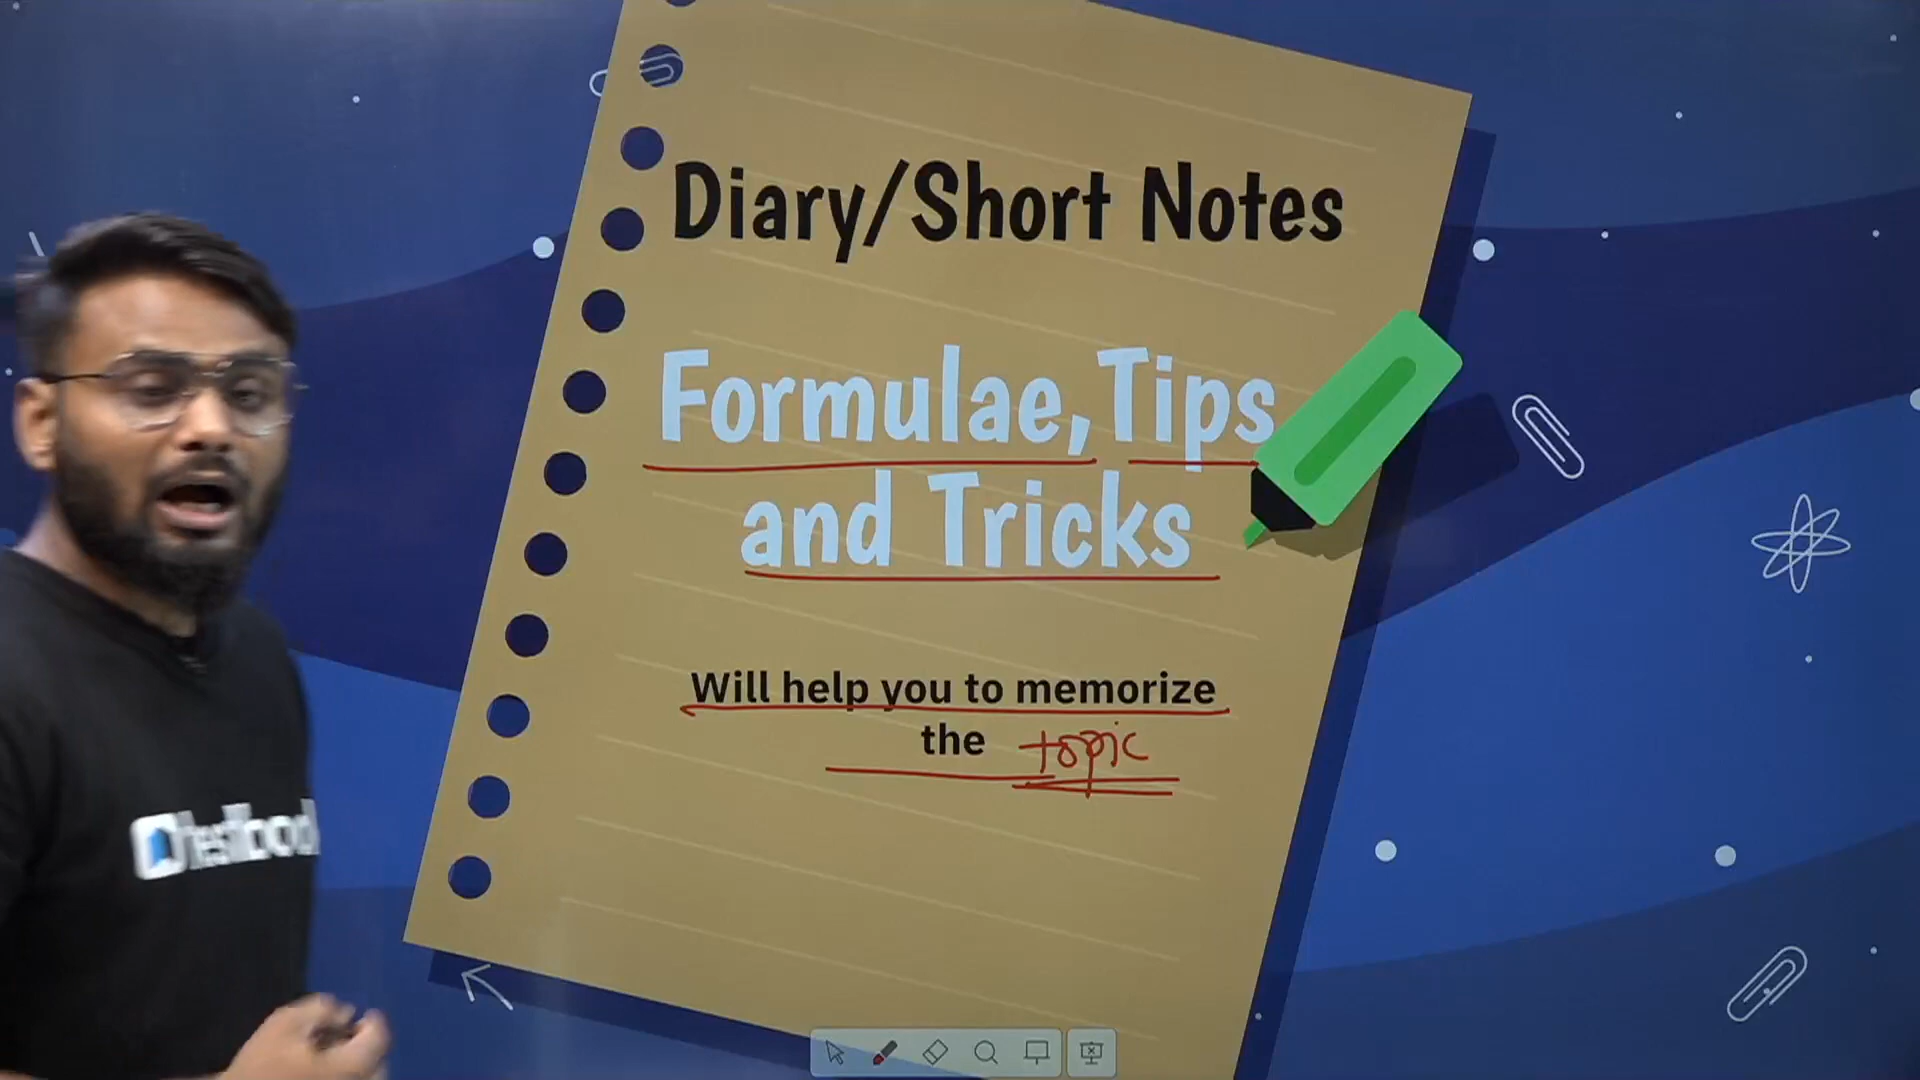 Diary/Short Notes
Formulae, Tips
and Tricks
Will help you to memorize
the topic
testbook